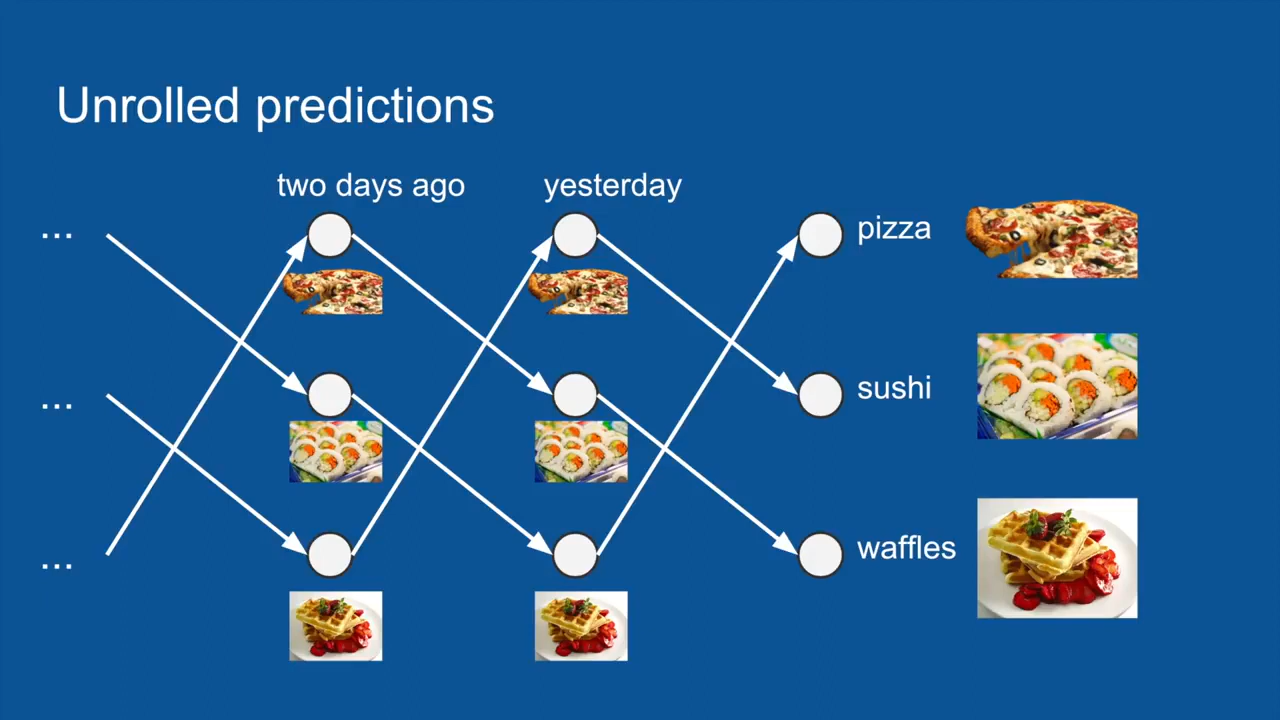 Unrolled predictions
two days ago
yesterday
...
pizza
...
sushi
...
waffles